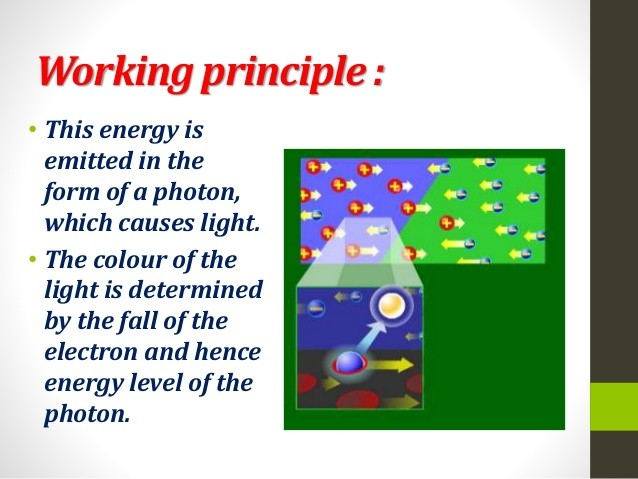 Working principle :
• This energy is
emitted in the
form of a photon,
which causes light.
• The colour of the
light is determined
by the fall of the
electron and hence
energy level of the
photon.